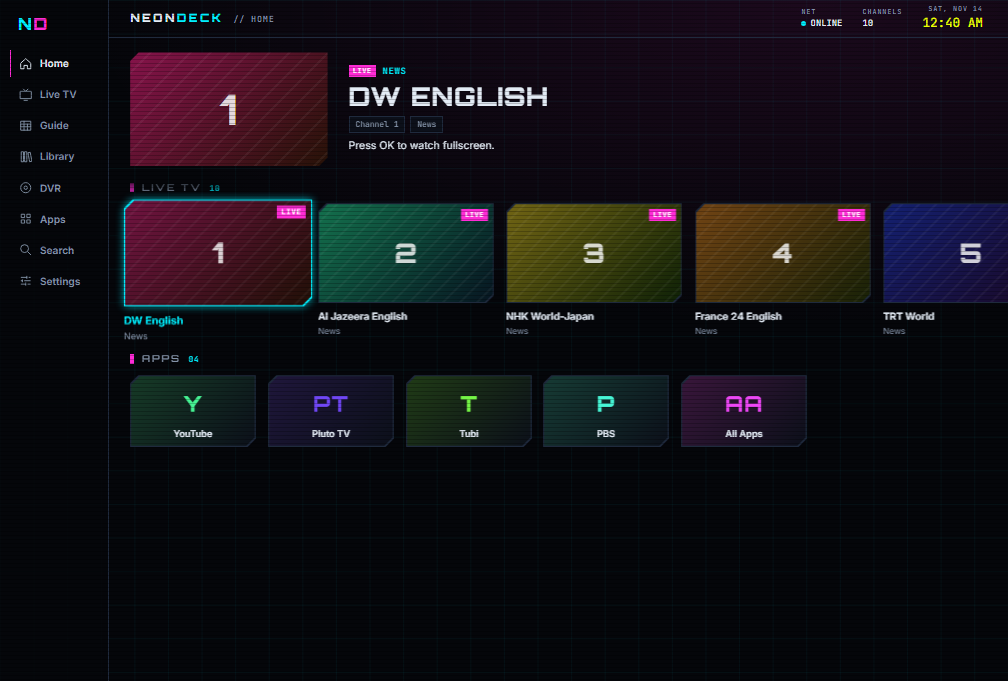 ND
NEONDECK // HOME
NET
ONLINE
CHANNELS
10
SAT, NOV 14
12:40 AM
Home
Live TV
Guide
Library
DVR
Apps
Search
Settings
1
LIVE NEWS
DW ENGLISH
Channel 1 News
Press OK to watch fullscreen.
LIVE TV 10
LIVE
1
DW English
News
LIVE
2
Al Jazeera English
News
LIVE
3
NHK World-Japan
News
LIVE
4
France 24 English
News
5
TRT World
News
APPS 04
Y
YouTube
PT
Pluto TV
T
Tubi
P
PBS
AA
All Apps